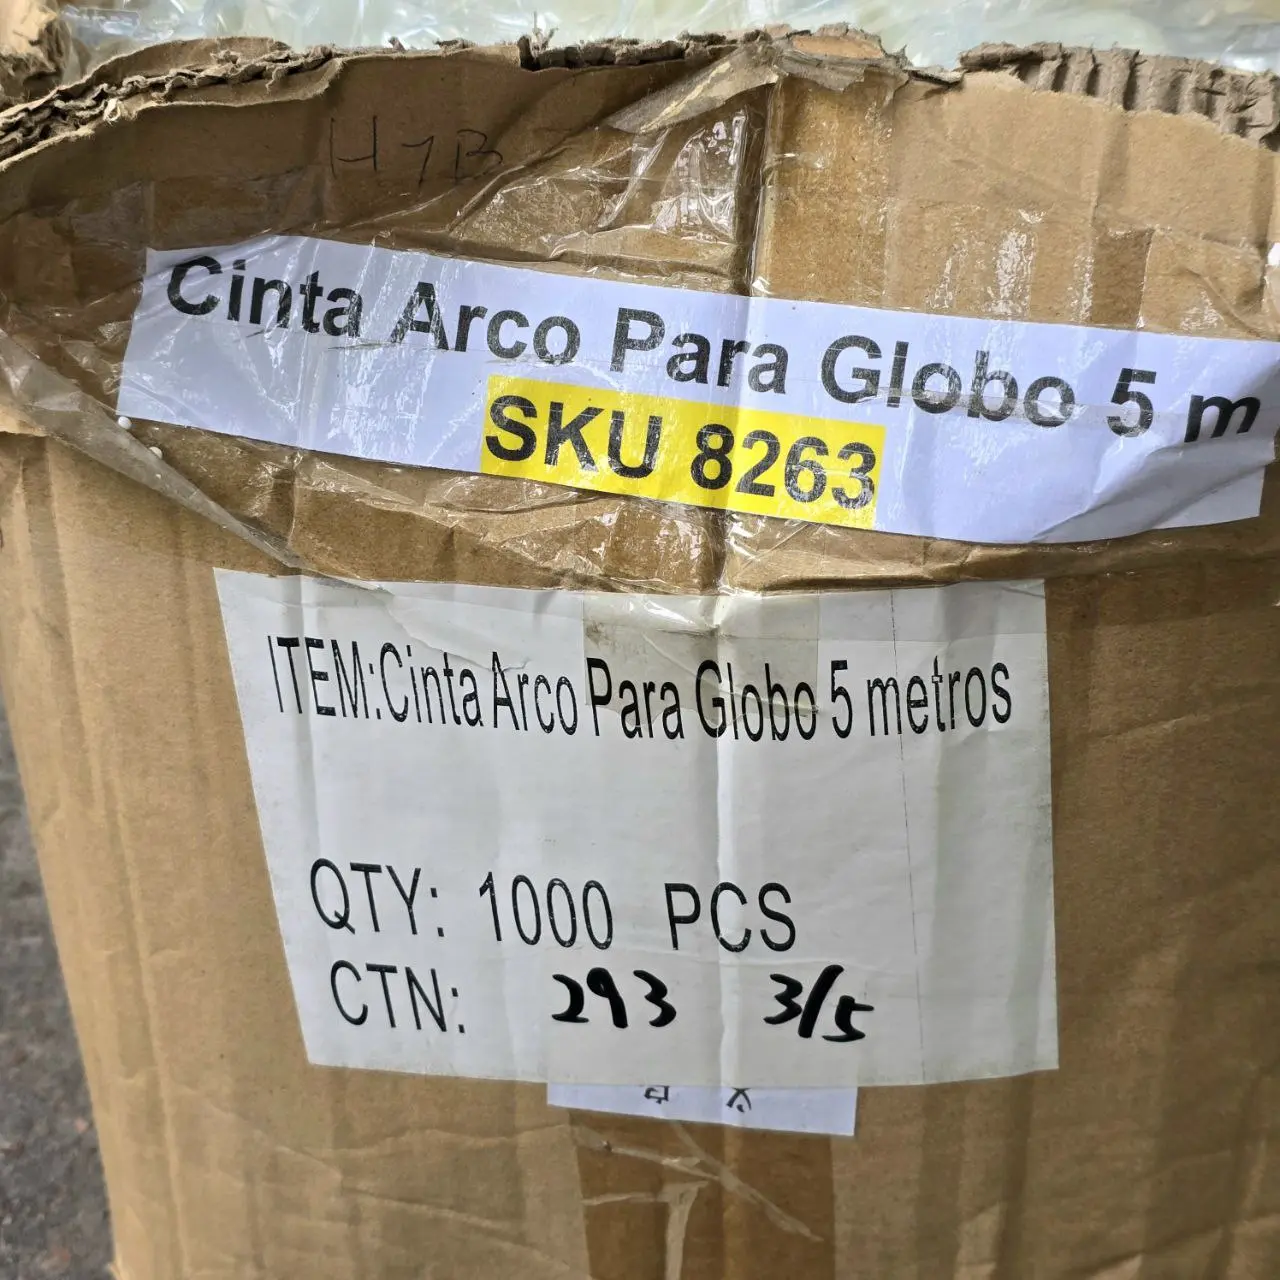 H7B
Cinta Arco Para Globo 5 m
SKU 8263
ITEM:Cinta Arco Para Globo 5 metros
QTY: 1000 PCS
CTN: 293 3/5